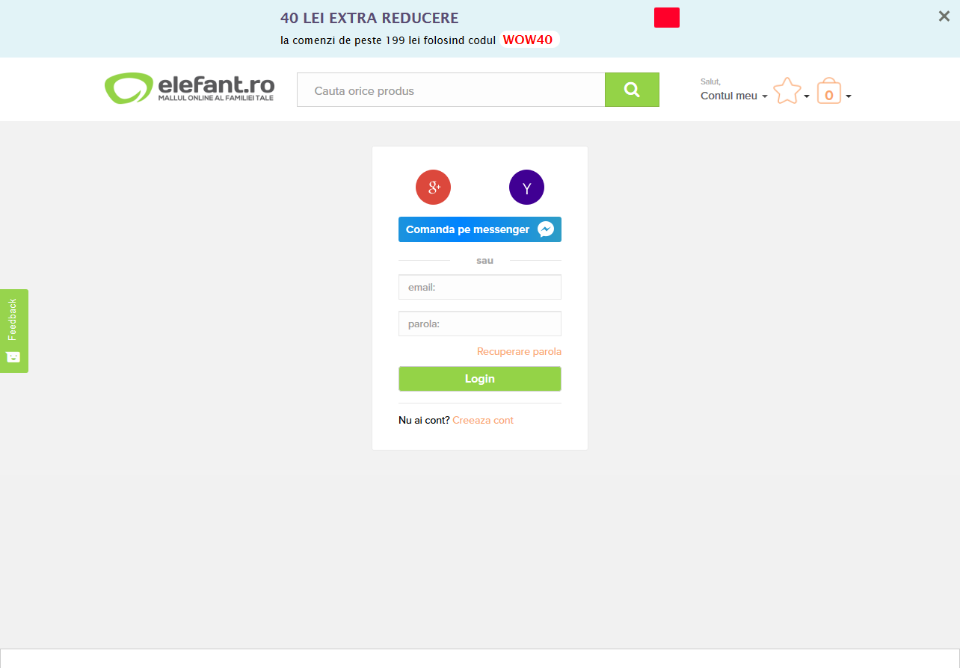 40 LEI EXTRA REDUCERE
la comenzi de peste 199 lei folosind codul WOW40
elefant.ro
MALLUL ONLINE AL FAMILIEI TALE
Cauta orice produs
Salut,
Contul meu
0
g+
Y
Comanda pe messenger
sau
email:
parola:
Recuperare parola
Login
Nu ai cont? Creeaza cont
Feedback